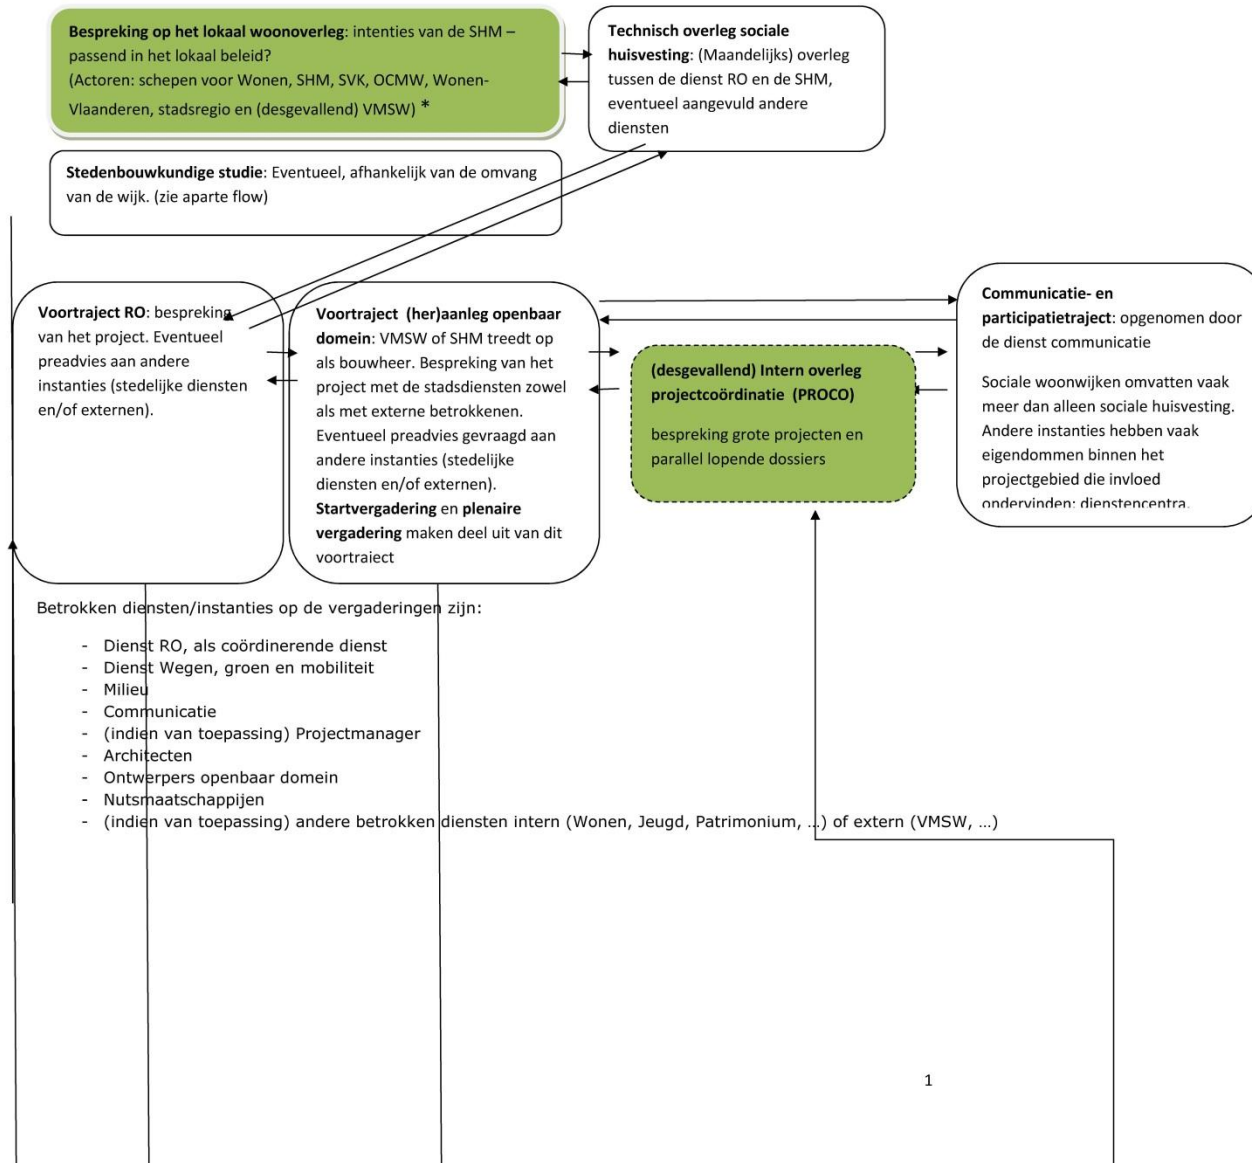 Bespreking op het lokaal woonoverleg: intenties van de SHM –
passend in het lokaal beleid?
(Actoren: schepen voor Wonen, SHM, SVK, OCMW, Wonen-
Vlaanderen, stadsregio en (desgevallend) VMSW) *
Technisch overleg sociale
huisvesting: (Maandelijks) overleg
tussen de dienst RO en de SHM,
eventueel aangevuld andere
diensten
Stedenbouwkundige studie: Eventueel, afhankelijk van de omvang
van de wijk. (zie aparte flow)
Voortraject RO: bespreking
van het project. Eventueel
preadvies aan andere
instanties (stedelijke diensten
en/of externen).
Voortraject (her)aanleg openbaar
domein: VMSW of SHM treedt op
als bouwheer. Bespreking van het
project met de stadsdiensten zowel
als met externe betrokkenen.
Eventueel preadvies gevraagd aan
andere instanties (stedelijke
diensten en/of externen).
Startvergadering en plenaire
vergadering maken deel uit van dit
voortraject
(desgevallend) Intern overleg
projectcoördinatie (PROCO)
bespreking grote projecten en
parallel lopende dossiers
Communicatie- en
participatietraject: opgenomen door
de dienst communicatie
Sociale woonwijken omvatten vaak
meer dan alleen sociale huisvesting.
Andere instanties hebben vaak
eigendommen binnen het
projectgebied die invloed
ondervinden: dienstencentra,
Betrokken diensten/instanties op de vergaderingen zijn:
- Dienst RO, als coördinerende dienst
- Dienst Wegen, groen en mobiliteit
- Milieu
- Communicatie
- (indien van toepassing) Projectmanager
- Architecten
- Ontwerpers openbaar domein
- Nutsmaatschappijen
- (indien van toepassing) andere betrokken diensten intern (Wonen, Jeugd, Patrimonium, …) of extern (VMSW, …)
1